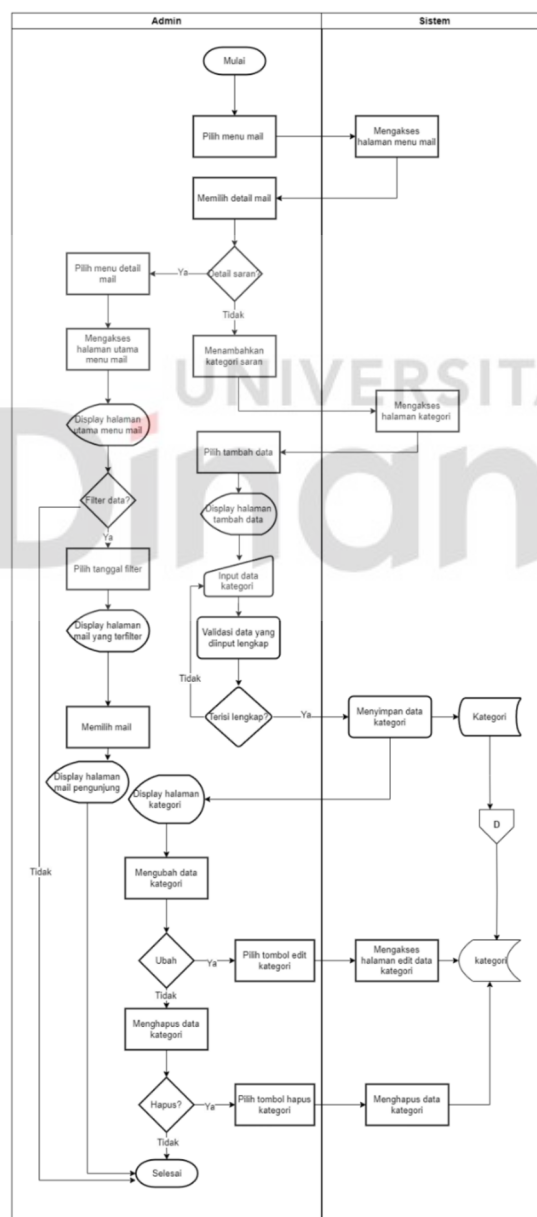 Admin
Sistem
Mulai
Pilih menu mail
Mengakses
halaman menu mail
Memilih detail mail
Detail saran?
Ya
Pilih menu detail
mail
Tidak
Mengakses
halaman utama
menu mail
Menambahkan
kategori saran
UNIVERSITA
Dinam
Display halaman
utama menu mail
Mengakses
halaman kategori
Pilih tambah data
Filter data?
Display halaman
tambah data
Ya
Pilih tanggal filter
Input data
kategori
Display halaman
mail yang terfilter
Validasi data yang
diinput lengkap
Tidak
Memilih mail
Terisi lengkap?
Ya
Menyimpan data
kategori
Kategori
Display halaman
mail pengunjung
Display halaman
kategori
D
Tidak
Mengubah data
kategori
Ubah
Ya
Pilih tombol edit
kategori
Mengakses
halaman edit data
kategori
kategori
Tidak
Menghapus data
kategori
Hapus?
Ya
Pilih tombol hapus
kategori
Menghapus data
kategori
Tidak
Selesai